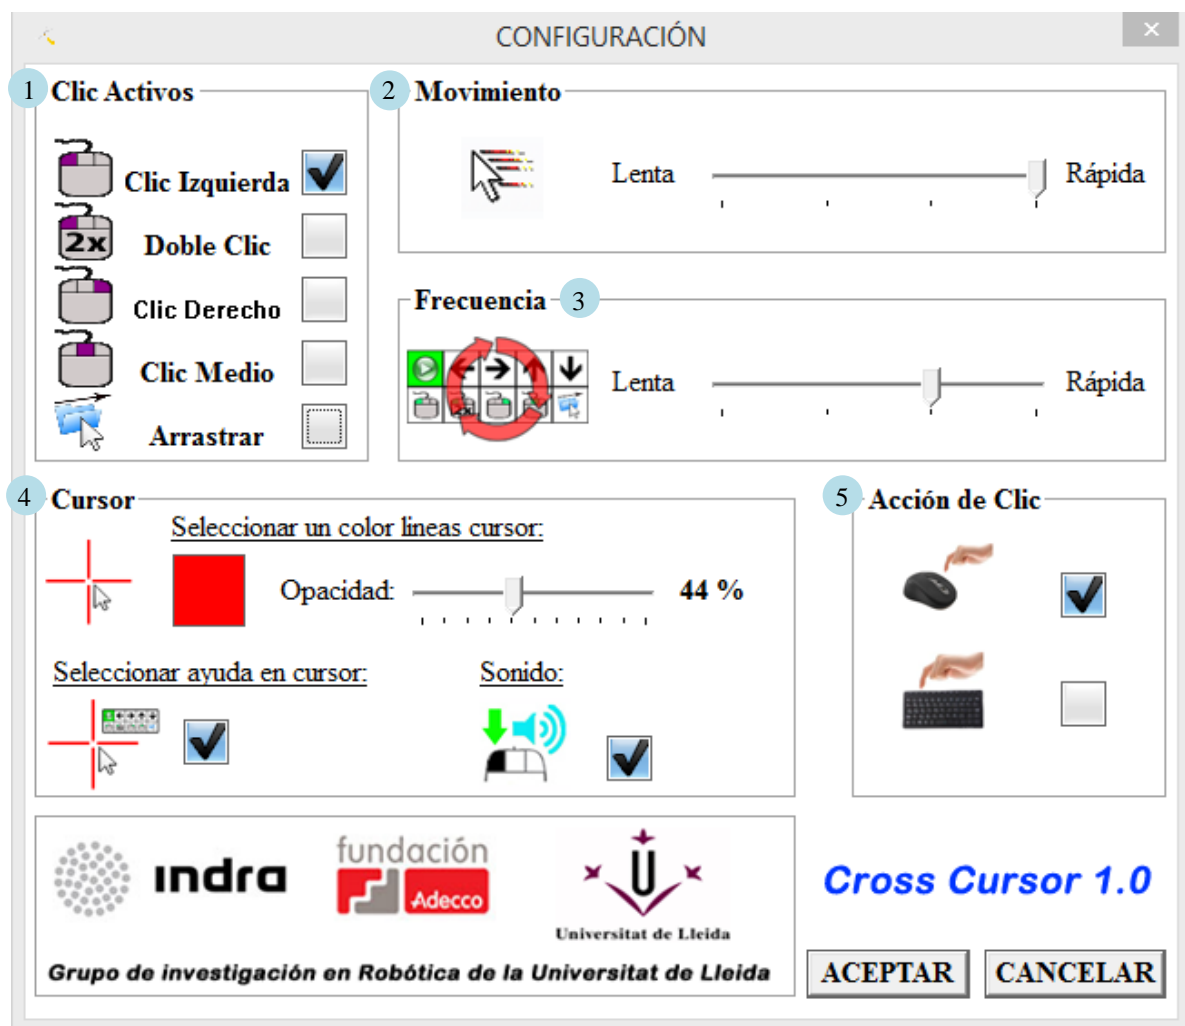 CONFIGURACIÓN
1 Clic Activos
Clic Izquierda
2x Doble Clic
Clic Derecho
Clic Medio
Arrastrar
2 Movimiento
Lenta Rápida
Frecuencia 3
Lenta Rápida
4 Cursor
Seleccionar un color lineas cursor:
Opacidad: 44 %
Seleccionar ayuda en cursor:
Sonido:
5 Acción de Clic
indra
fundación
Adecco
U
Universitat de Lleida
Grupo de investigación en Robótica de la Universitat de Lleida
Cross Cursor 1.0
ACEPTAR CANCELAR